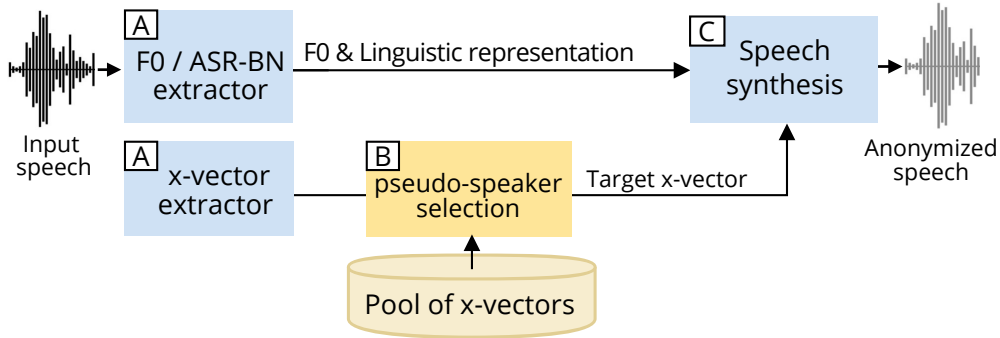 A
F0 / ASR-BN
extractor
F0 & Linguistic representation
C
Speech
synthesis
Input
speech
Anonymized
speech
A
x-vector
extractor
B
pseudo-speaker
selection
Target x-vector
Pool of x-vectors